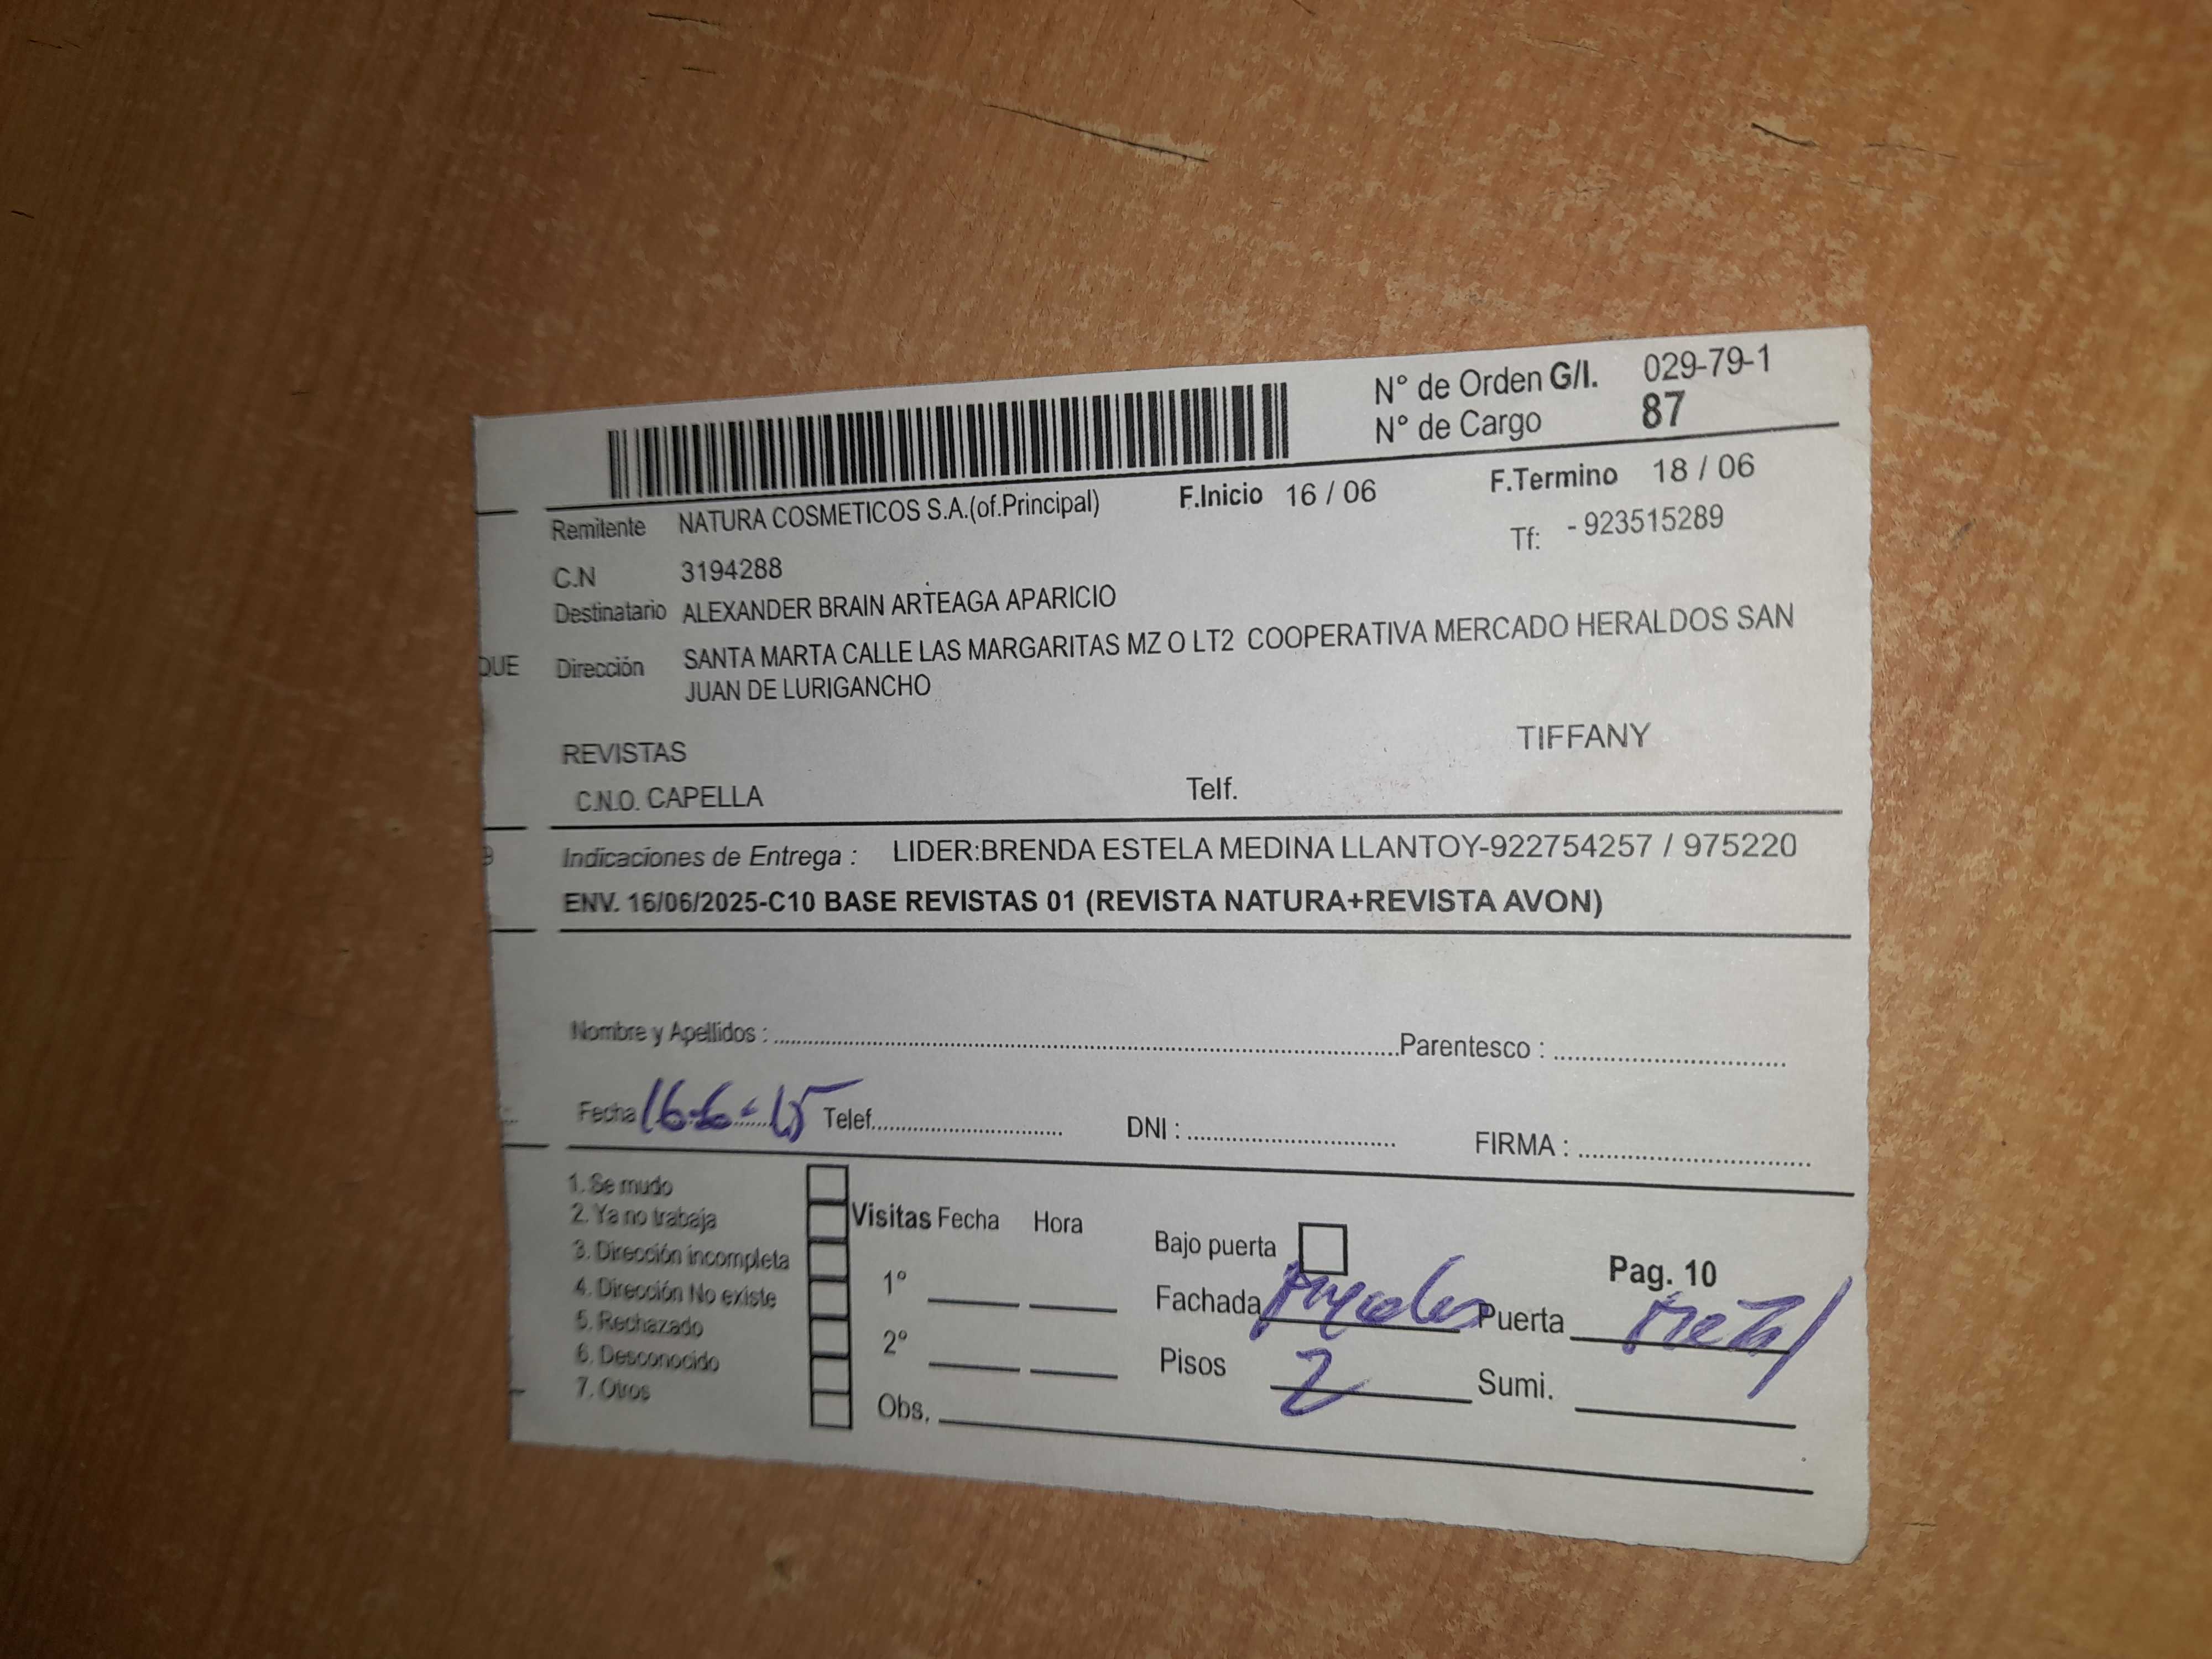 N° de Orden G/I. 029-79-1
N° de Cargo 87
Remitente NATURA COSMETICOS S.A.(of.Principal) F.Inicio 16 / 06 F.Termino 18 / 06
C.N 3194288 Tf: - 923515289
Destinatario ALEXANDER BRAIN ARTEAGA APARICIO
QUE Dirección SANTA MARTA CALLE LAS MARGARITAS MZ O LT2 COOPERATIVA MERCADO HERALDOS SAN
JUAN DE LURIGANCHO
REVISTAS TIFFANY
C.N.O. CAPELLA Telf.
9 Indicaciones de Entrega : LIDER:BRENDA ESTELA MEDINA LLANTOY-922754257 / 975220
ENV. 16/06/2025-C10 BASE REVISTAS 01 (REVISTA NATURA+REVISTA AVON)
Nombre y Apellidos : Parentesco :
Fecha Telef. DNI : FIRMA :
1. Se mudo
2. Ya no trabaja Visitas Fecha Hora
3. Dirección incompleta Bajo puerta
4. Dirección No existe 1° Pag. 10
5. Rechazado Fachada Puerta Metal
6. Desconocido 2° Pisos 2 Sumi.
7. Otros Obs.